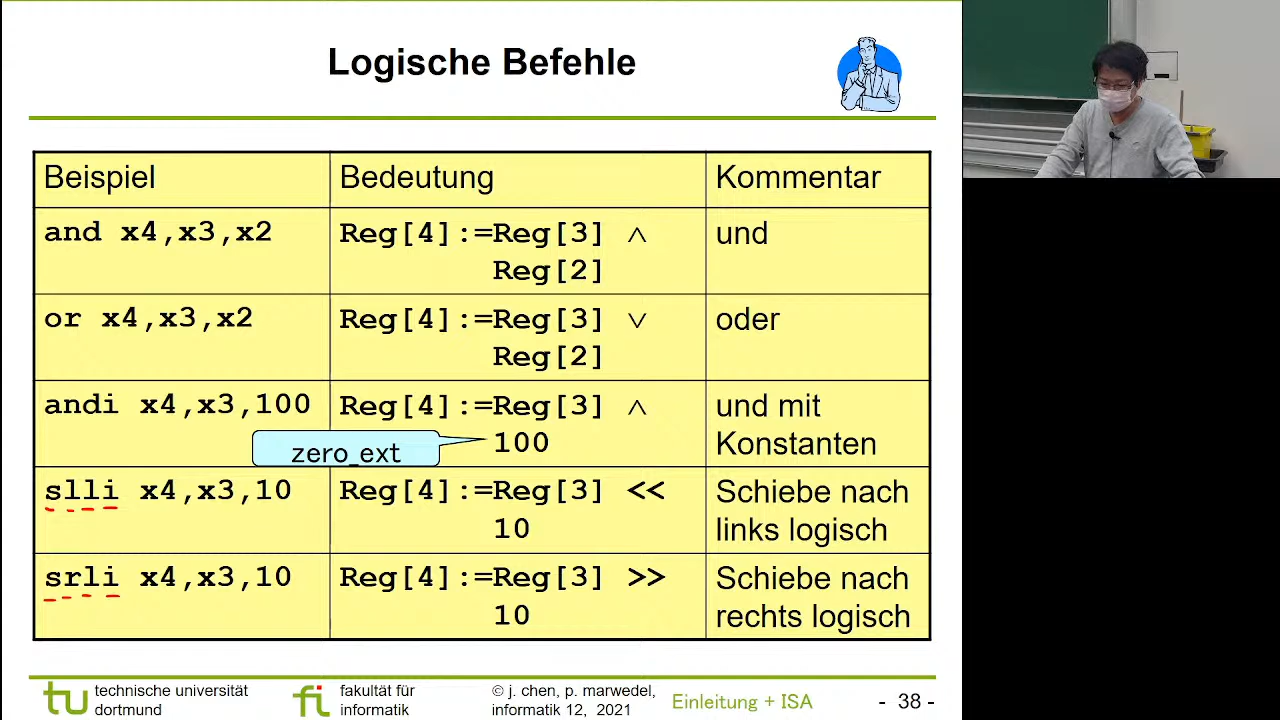 Logische Befehle
Beispiel Bedeutung Kommentar
and x4,x3,x2 Reg[4]:=Reg[3] ∧ und
Reg[2]
or x4,x3,x2 Reg[4]:=Reg[3] ∨ oder
Reg[2]
andi x4,x3,100 Reg[4]:=Reg[3] ∧ und mit
zero_ext 100 Konstanten
slli x4,x3,10 Reg[4]:=Reg[3] << Schiebe nach
10 links logisch
srli x4,x3,10 Reg[4]:=Reg[3] >> Schiebe nach
10 rechts logisch
tu technische universität
dortmund
fi fakultät für
informatik
© j. chen, p. marwedel,
informatik 12, 2021
Einleitung + ISA
- 38 -